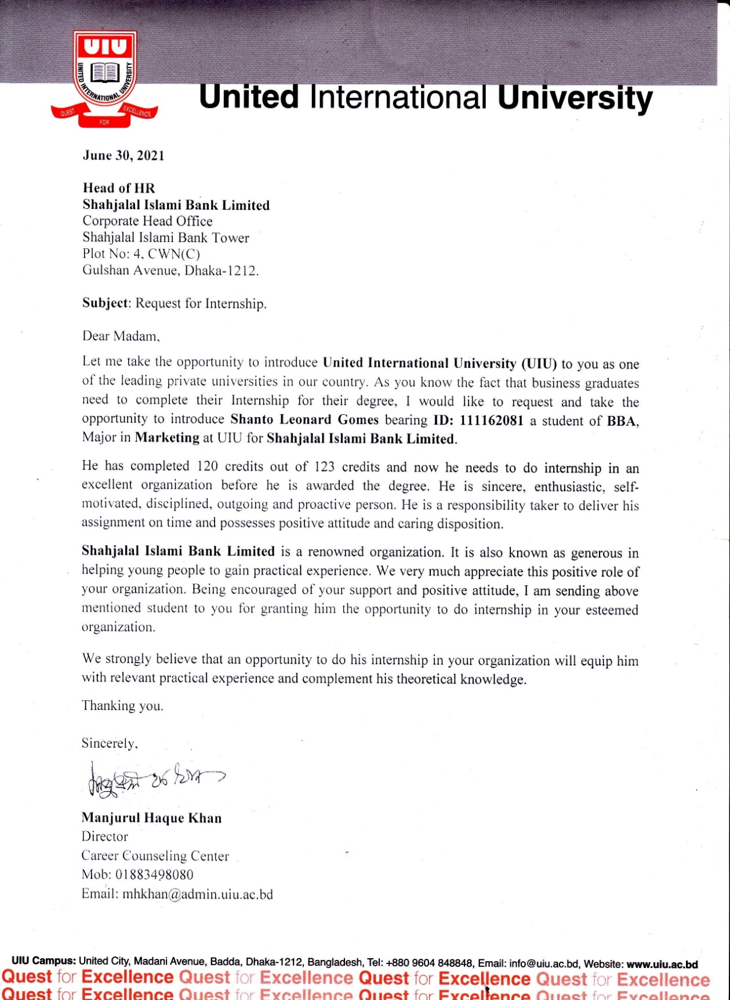 UIU
UNITED INTERNATIONAL UNIVERSITY
QUEST FOR EXCELLENCE
United International University
June 30, 2021
Head of HR
Shahjalal Islami Bank Limited
Corporate Head Office
Shahjalal Islami Bank Tower
Plot No: 4, CWN(C)
Gulshan Avenue, Dhaka-1212.
Subject: Request for Internship.
Dear Madam,
Let me take the opportunity to introduce United International University (UIU) to you as one
of the leading private universities in our country. As you know the fact that business graduates
need to complete their Internship for their degree, I would like to request and take the
opportunity to introduce Shanto Leonard Gomes bearing ID: 111162081 a student of BBA,
Major in Marketing at UIU for Shahjalal Islami Bank Limited.
He has completed 120 credits out of 123 credits and now he needs to do internship in an
excellent organization before he is awarded the degree. He is sincere, enthusiastic, self-
motivated, disciplined, outgoing and proactive person. He is a responsibility taker to deliver his
assignment on time and possesses positive attitude and caring disposition.
Shahjalal Islami Bank Limited is a renowned organization. It is also known as generous in
helping young people to gain practical experience. We very much appreciate this positive role of
your organization. Being encouraged of your support and positive attitude, I am sending above
mentioned student to you for granting him the opportunity to do internship in your esteemed
organization.
We strongly believe that an opportunity to do his internship in your organization will equip him
with relevant practical experience and complement his theoretical knowledge.
Thanking you.
Sincerely,
Manjurul Haque Khan
Director
Career Counseling Center
Mob: 01883498080
Email: mhkhan@admin.uiu.ac.bd
UIU Campus: United City, Madani Avenue, Badda, Dhaka-1212, Bangladesh, Tel: +880 9604 848848, Email: info@uiu.ac.bd, Website: www.uiu.ac.bd
Quest for Excellence Quest for Excellence Quest for Excellence Quest for Excellence
Quest for Excellence Quest for Excellence Quest for Excellence Quest for Excellence